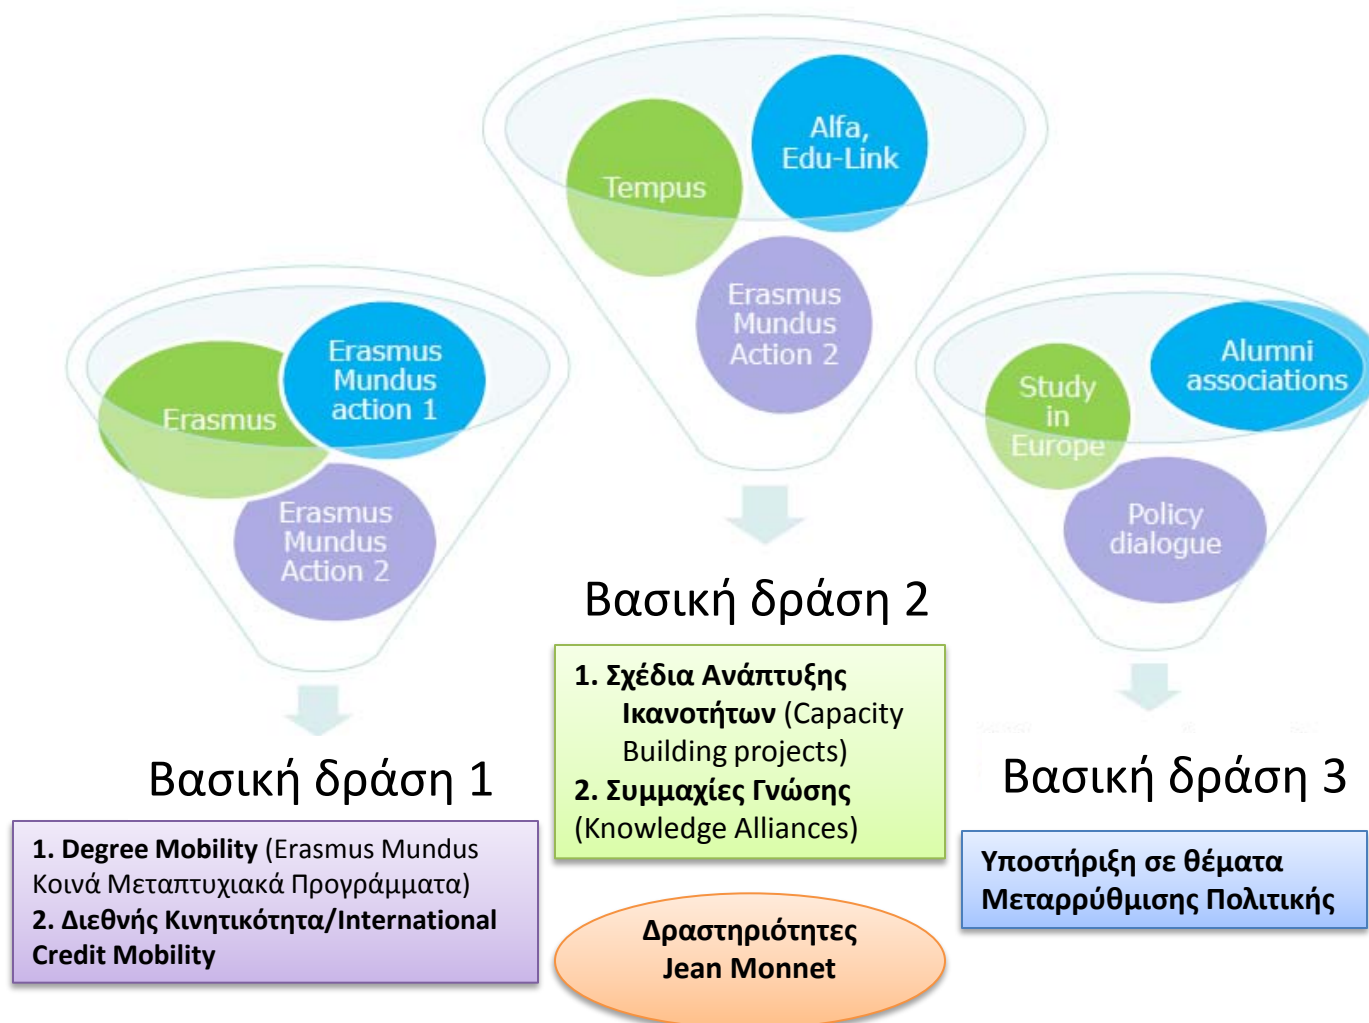 Erasmus
Erasmus
Mundus
action 1
Erasmus
Mundus
Action 2
Βασική δράση 1
1. Degree Mobility (Erasmus Mundus
Κοινά Μεταπτυχιακά Προγράμματα)
2. Διεθνής Κινητικότητα/International
Credit Mobility
Tempus
Alfa,
Edu-Link
Erasmus
Mundus
Action 2
Βασική δράση 2
1. Σχέδια Ανάπτυξης
Ικανοτήτων (Capacity
Building projects)
2. Συμμαχίες Γνώσης
(Knowledge Alliances)
Δραστηριότητες
Jean Monnet
Study
in
Europe
Alumni
associations
Policy
dialogue
Βασική δράση 3
Υποστήριξη σε θέματα
Μεταρρύθμισης Πολιτικής